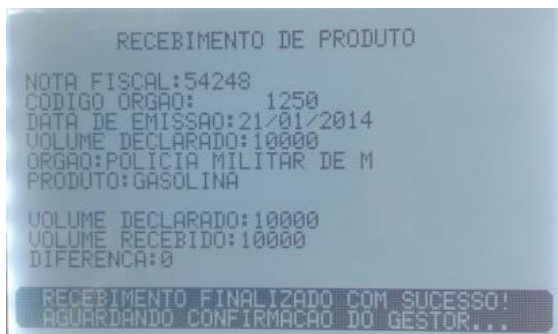 RECEBIMENTO DE PRODUTO
NOTA FISCAL:54248
CODIGO ORGAO: 1250
DATA DE EMISSAO:21/01/2014
VOLUME DECLARADO:10000
ORGAO:POLICIA MILITAR DE M
PRODUTO:GASOLINA
VOLUME DECLARADO:10000
VOLUME RECEBIDO:10000
DIFERENCA:0
RECEBIMENTO FINALIZADO COM SUCESSO!
AGUARDANDO CONFIRMACAO DO GESTOR...